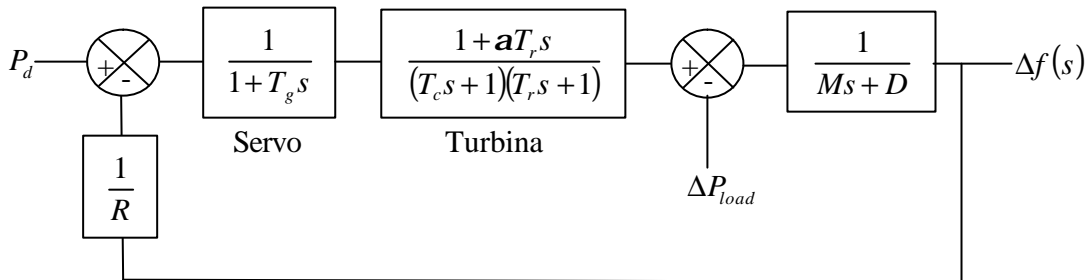 P_d
+
-
1
1+T_g s
Servo
1+aT_r s
(T_c s+1)(T_r s+1)
Turbina
+
-
ΔP_load
1
Ms+D
Δf(s)
1
R